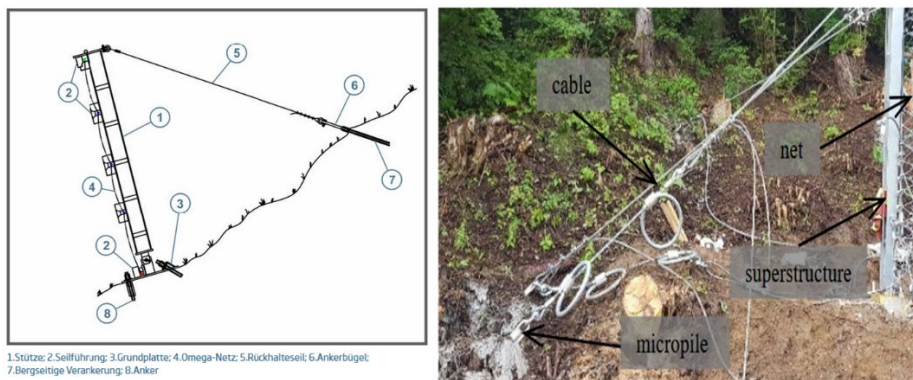 5
6
2
1
7
4
3
2
8
1.Stütze; 2.Seilführung; 3.Grundplatte; 4.Omega-Netz; 5.Rückhalteseil; 6.Ankerbügel;
7.Bergseitige Verankerung; 8.Anker
cable
net
superstructure
micropile